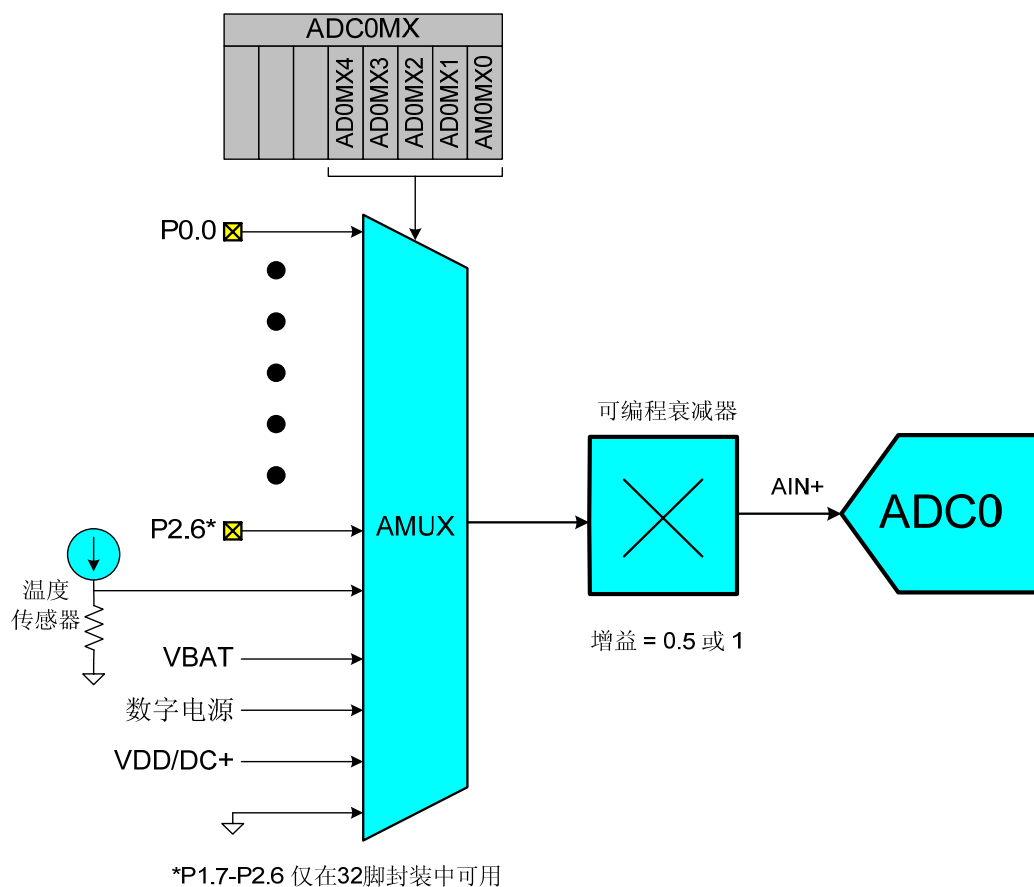 ADC0MX
AD0MX4
AD0MX3
AD0MX2
AD0MX1
AM0MX0
P0.0
可编程衰减器
P2.6*
AMUX
AIN+
ADC0
温度
传感器
增益 = 0.5 或 1
VBAT
数字电源
VDD/DC+
*P1.7-P2.6 仅在32脚封装中可用